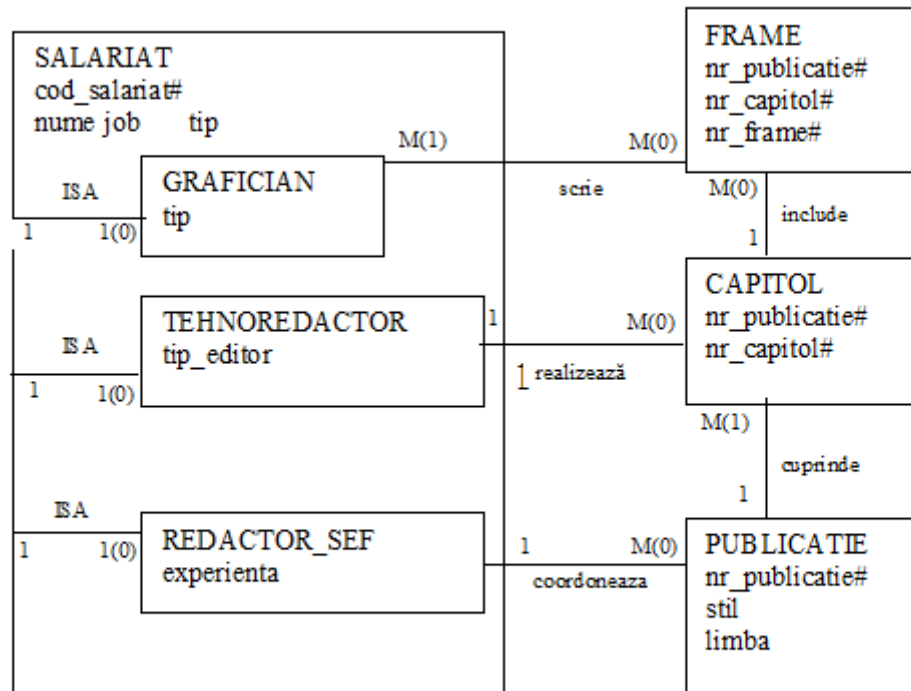 SALARIAT
cod_salariat#
nume job tip
M(1)
ISA
GRAFICIAN
tip
1
1(0)
ISA
TEHNOREDACTOR
tip_editor
1
1
1(0)
ISA
REDACTOR_SEF
experienta
1
1(0)
M(0)
scrie
M(0)
1 realizează
1
M(0)
coordoneaza
FRAME
nr_publicatie#
nr_capitol#
nr_frame#
M(0)
include
1
CAPITOL
nr_publicatie#
nr_capitol#
M(1)
cuprinde
1
PUBLICATIE
nr_publicatie#
stil
limba